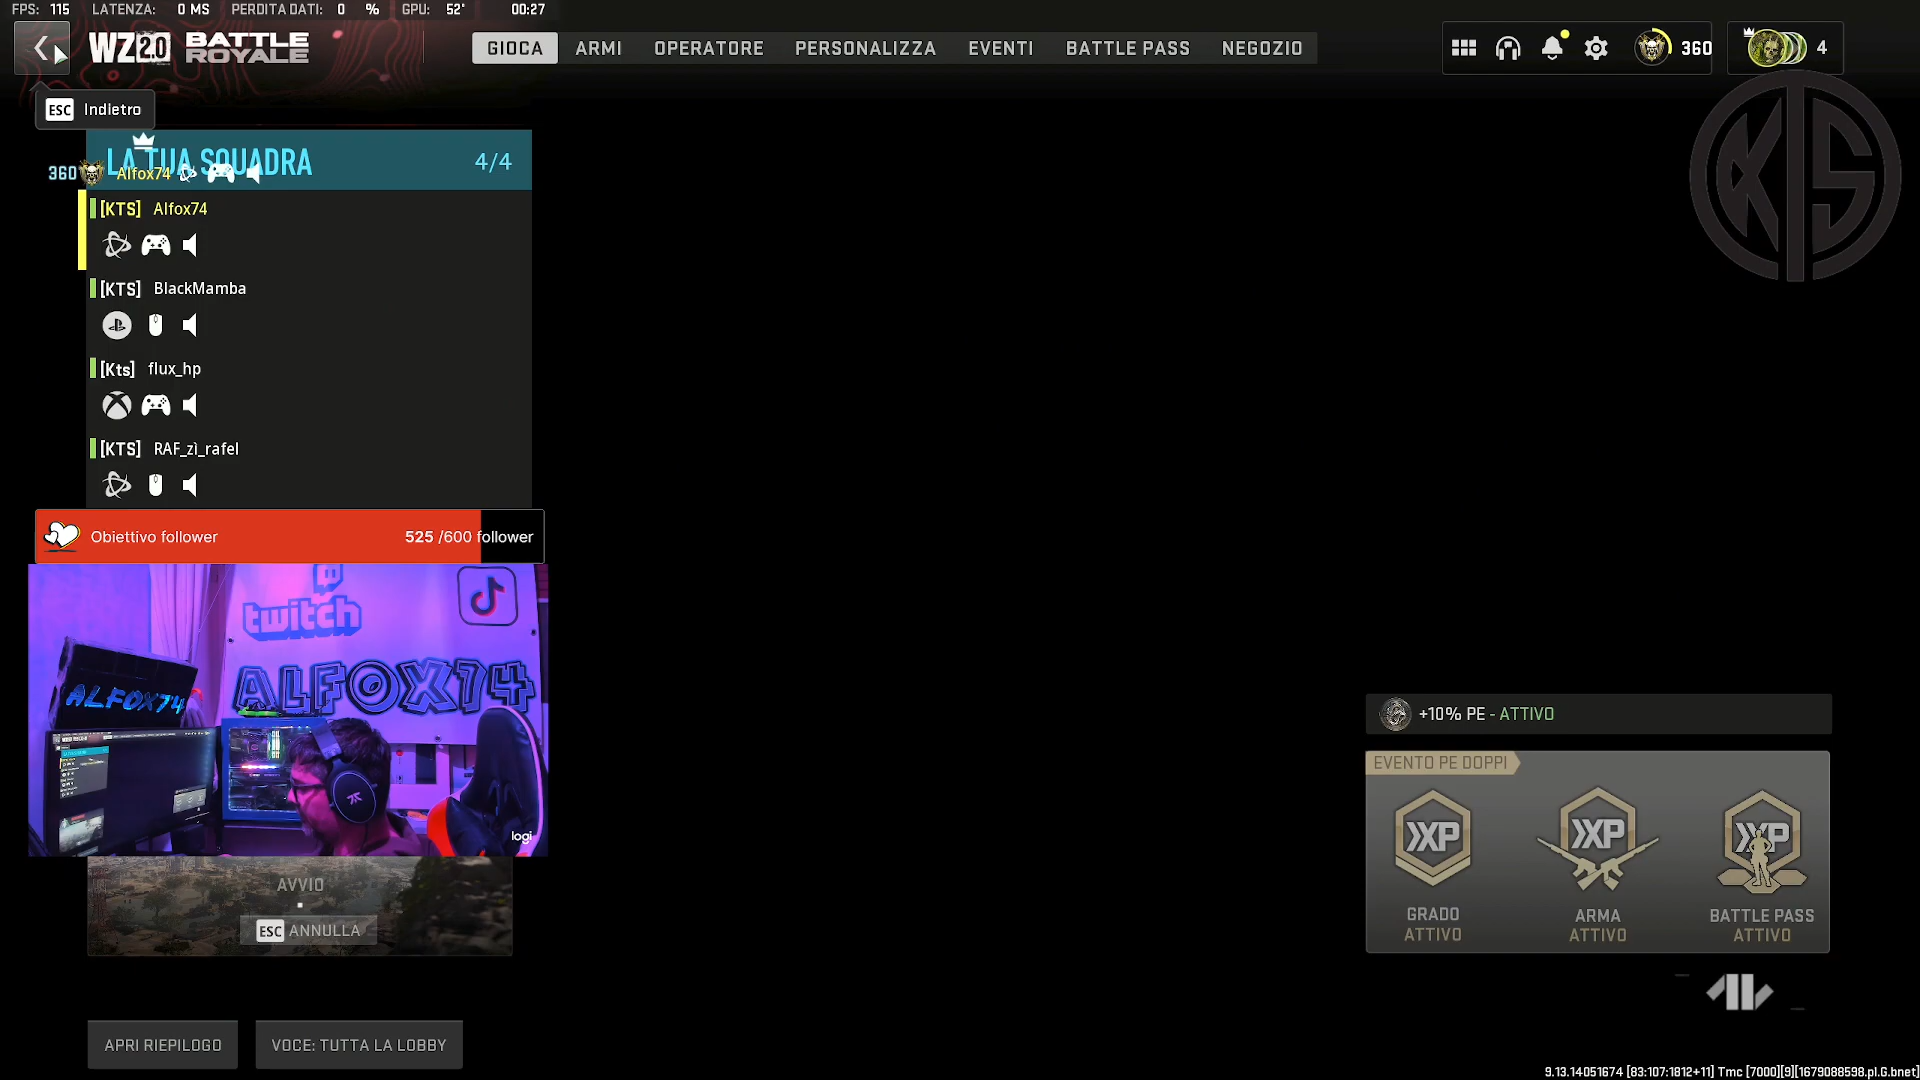 FPS: 115 LATENZA: 0 MS PERDITA DATI: 0 % GPU: 52° 00:27
WZ 2.0 BATTLE ROYALE
GIOCA ARMI OPERATORE PERSONALIZZA EVENTI BATTLE PASS NEGOZIO
360 4
ESC Indietro
KTS
LA TUA SQUADRA 4/4
360 Alfox74
[KTS] Alfox74
[KTS] BlackMamba
[Kts] flux_hp
[KTS] RAF_zì_rafel
Obiettivo follower 525 /600 follower
twitch
ALFOX74
ALFOX74
logi
+10% PE - ATTIVO
EVENTO PE DOPPI
XP XP XP
GRADO ARMA BATTLE PASS
ATTIVO ATTIVO ATTIVO
AVVIO
ESC ANNULLA
APRI RIEPILOGO VOCE: TUTTA LA LOBBY
9.13.14051674 [83:107:1812+11] Tmc [7000][9][1679088598.pl.G.bnet]